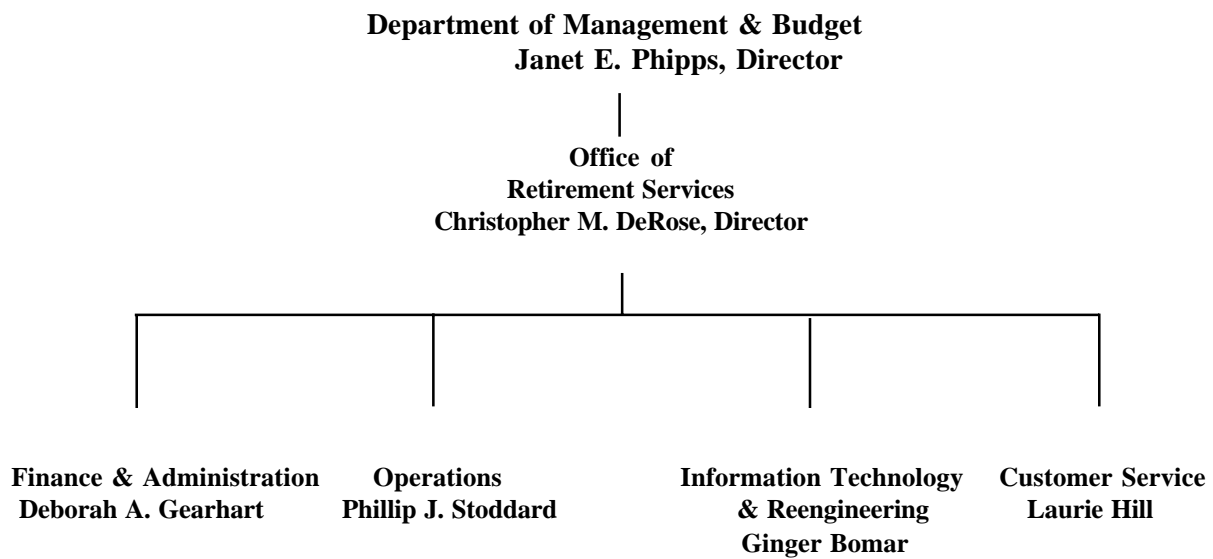 Department of Management & Budget
Janet E. Phipps, Director
Office of
Retirement Services
Christopher M. DeRose, Director
Finance & Administration
Deborah A. Gearhart
Operations
Phillip J. Stoddard
Information Technology
& Reengineering
Ginger Bomar
Customer Service
Laurie Hill